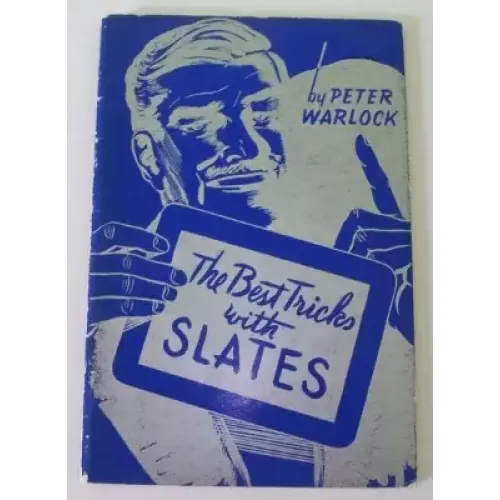 by PETER
WARLOCK
The Best Tricks
with
SLATES